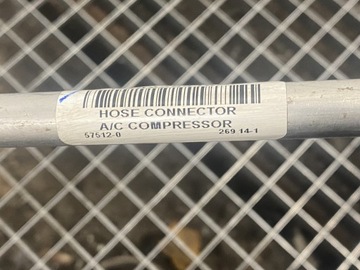 HOSE CONNECTOR
A/C COMPRESSOR
57512-0 269 14-1